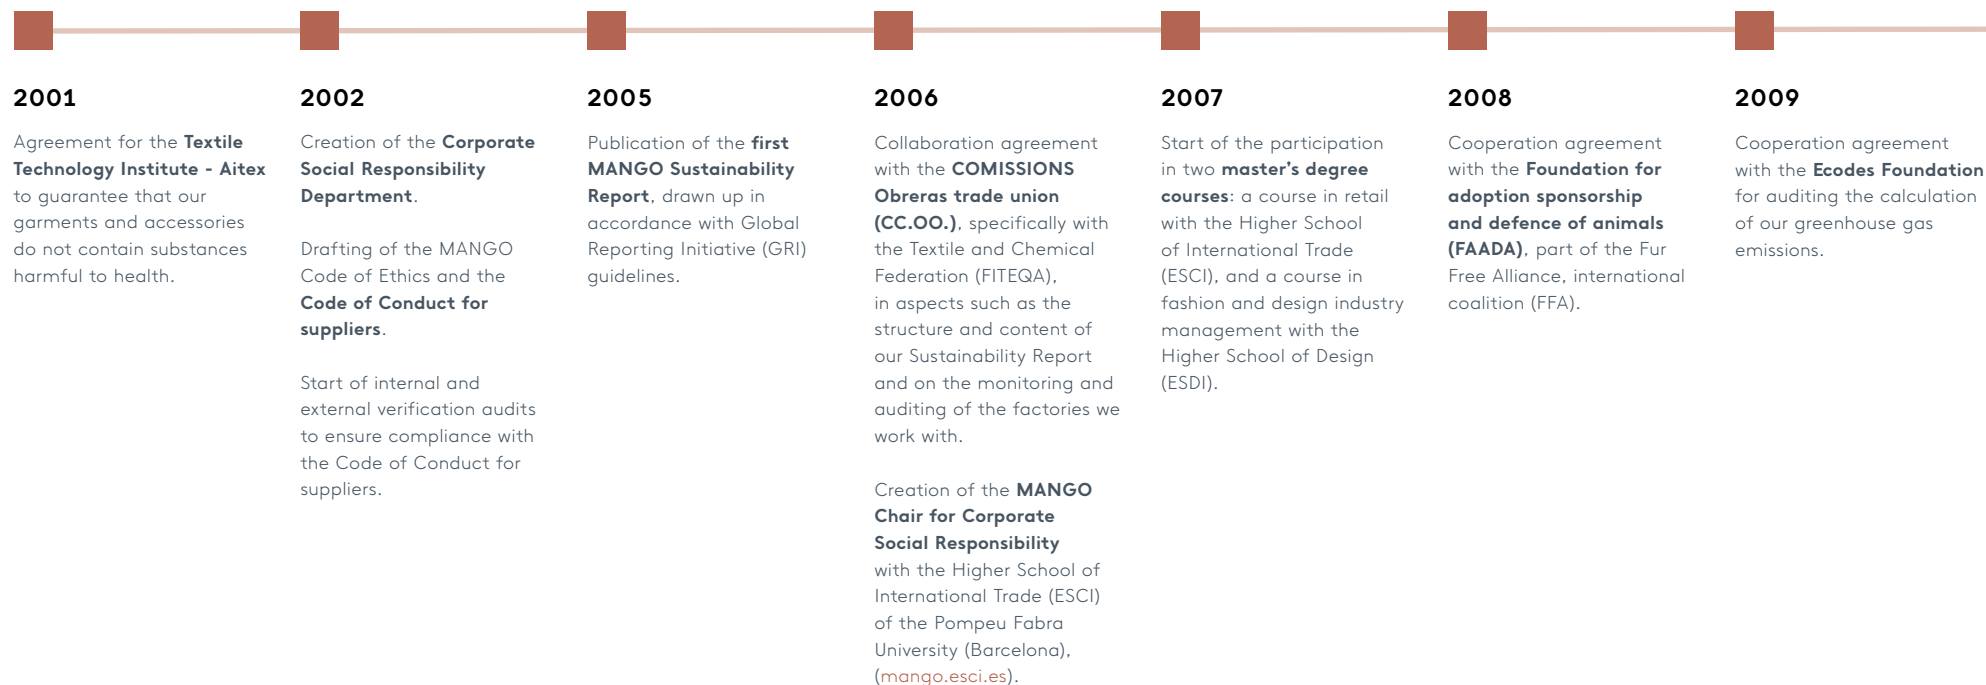 2001
Agreement for the Textile
Technology Institute - Aitex
to guarantee that our
garments and accessories
do not contain substances
harmful to health.
2002
Creation of the Corporate
Social Responsibility
Department.
Drafting of the MANGO
Code of Ethics and the
Code of Conduct for
suppliers.
Start of internal and
external verification audits
to ensure compliance with
the Code of Conduct for
suppliers.
2005
Publication of the first
MANGO Sustainability
Report, drawn up in
accordance with Global
Reporting Initiative (GRI)
guidelines.
2006
Collaboration agreement
with the COMISSIONS
Obreras trade union
(CC.OO.), specifically with
the Textile and Chemical
Federation (FITEQA),
in aspects such as the
structure and content of
our Sustainability Report
and on the monitoring and
auditing of the factories we
work with.
Creation of the MANGO
Chair for Corporate
Social Responsibility
with the Higher School of
International Trade (ESCI)
of the Pompeu Fabra
University (Barcelona),
(mango.esci.es).
2007
Start of the participation
in two master’s degree
courses: a course in retail
with the Higher School
of International Trade
(ESCI), and a course in
fashion and design industry
management with the
Higher School of Design
(ESDI).
2008
Cooperation agreement
with the Foundation for
adoption sponsorship
and defence of animals
(FAADA), part of the Fur
Free Alliance, international
coalition (FFA).
2009
Cooperation agreement
with the Ecodes Foundation
for auditing the calculation
of our greenhouse gas
emissions.